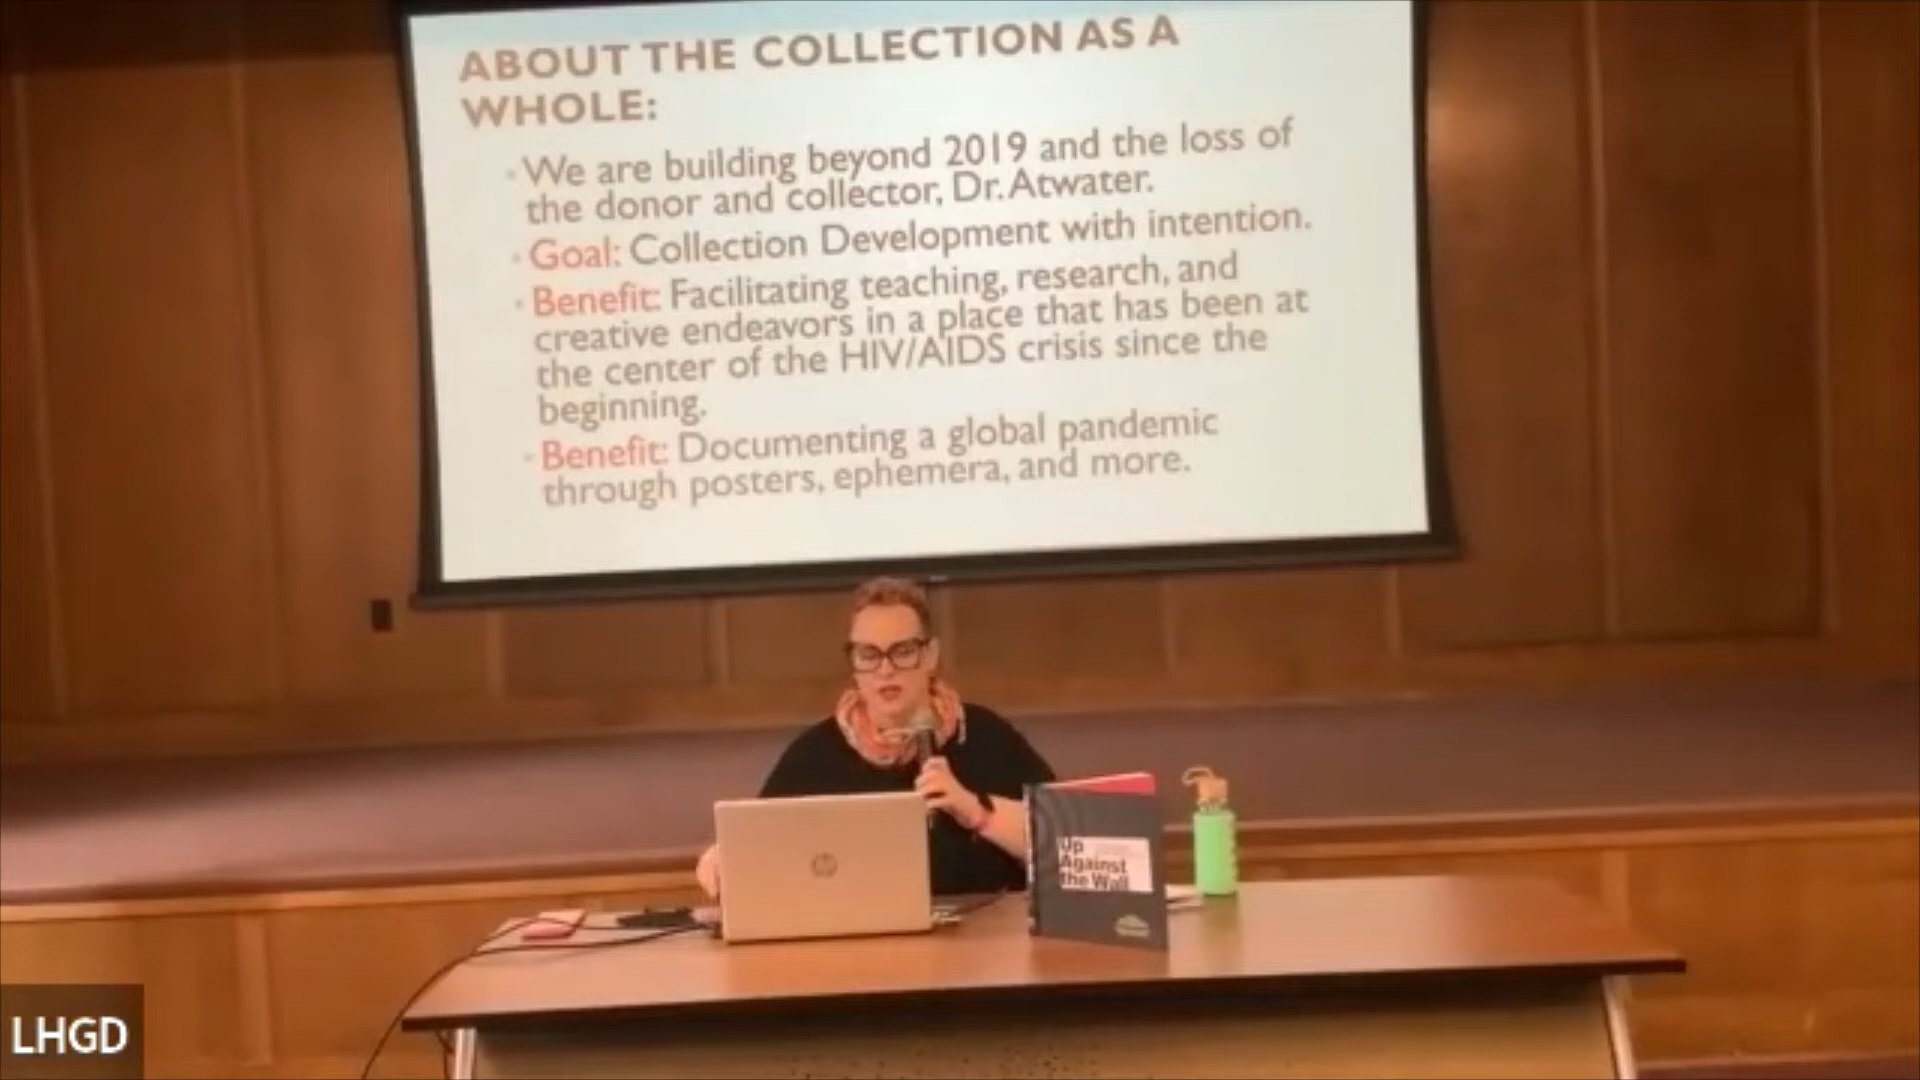 ABOUT THE COLLECTION AS A
WHOLE:
We are building beyond 2019 and the loss of
the donor and collector, Dr. Atwater.
Goal: Collection Development with intention.
Benefit: Facilitating teaching, research, and
creative endeavors in a place that has been at
the center of the HIV/AIDS crisis since the
beginning.
Benefit: Documenting a global pandemic
through posters, ephemera, and more.
hp
Up
Against
the Wall
LHGD